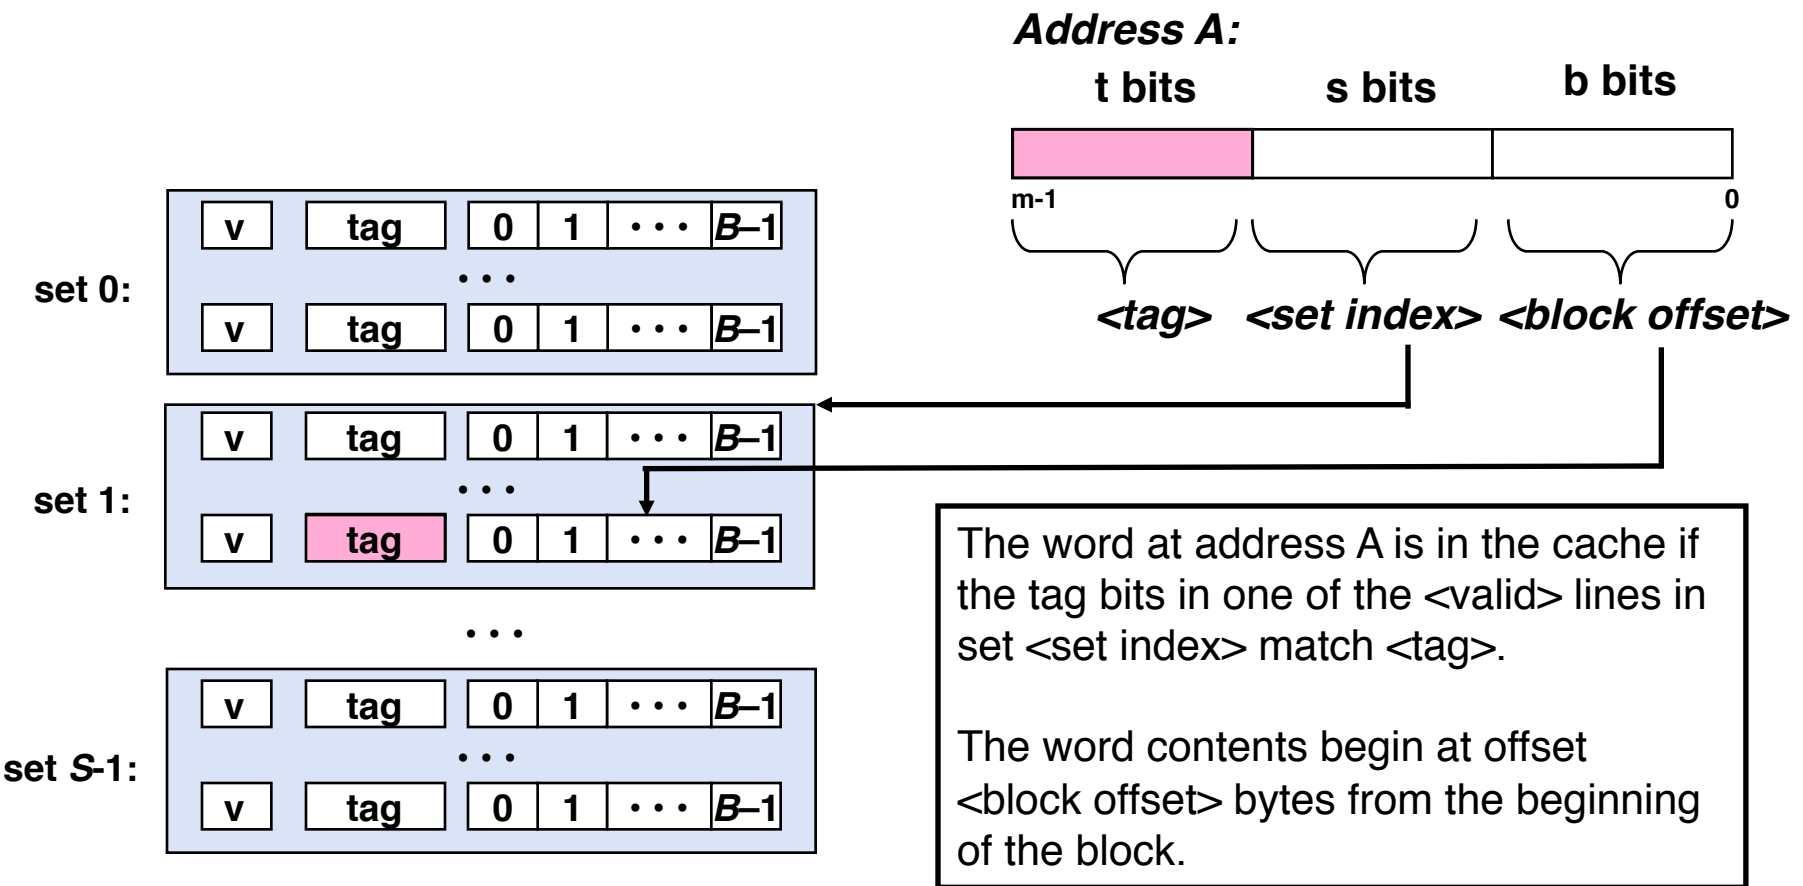 Address A:
t bits s bits b bits
m-1 0
<tag> <set index> <block offset>
v tag 0 1 • • • B–1
set 0: • • •
v tag 0 1 • • • B–1
v tag 0 1 • • • B–1
set 1: • • •
v tag 0 1 • • • B–1
• • •
v tag 0 1 • • • B–1
set S-1: • • •
v tag 0 1 • • • B–1
The word at address A is in the cache if
the tag bits in one of the <valid> lines in
set <set index> match <tag>.
The word contents begin at offset
<block offset> bytes from the beginning
of the block.